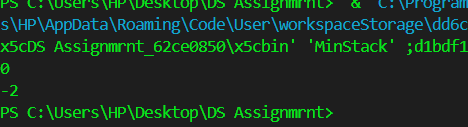 PS C:\Users\HP\Desktop\DS Assignmrnt>  & 'C:\Program
s\HP\AppData\Roaming\Code\User\workspaceStorage\dd6c
x5cDS Assignmrnt_62ce0850\x5cbin' 'MinStack' ;d1bdf1
0
-2
PS C:\Users\HP\Desktop\DS Assignmrnt>